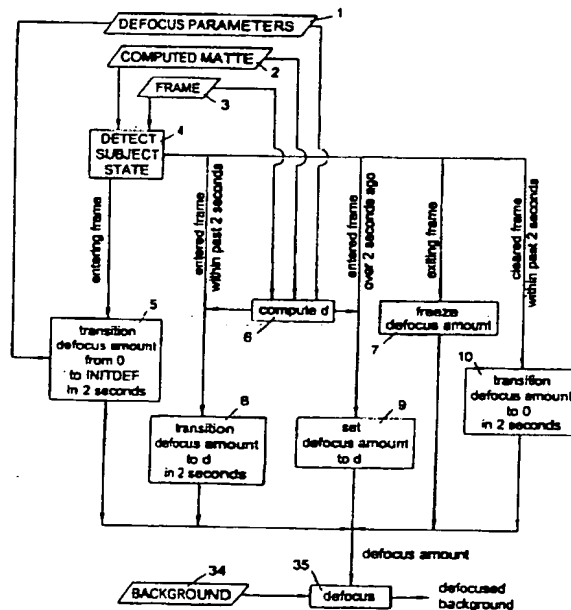 1
DEFOCUS PARAMETERS
COMPUTED MATTE
2
FRAME
3
4
DETECT
SUBJECT
STATE
entering frame
entered frame
within past 2 seconds
entered frame
over 2 seconds ago
exiting frame
cleared frame
within past 2 seconds
5
transition
defocus amount
from 0
to INITDEF
in 2 seconds
compute d
6
freeze
defocus amount
7
8
transition
defocus amount
to d
in 2 seconds
9
set
defocus amount
to d
10
transition
defocus amount
to 0
in 2 seconds
defocus amount
34
BACKGROUND
35
defocus
defocused
background